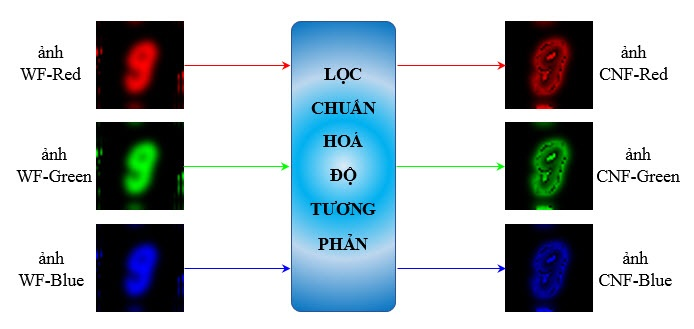 ảnh
WF-Red
ảnh
WF-Green
ảnh
WF-Blue
LỌC
CHUẨN
HOÁ
ĐỘ
TƯƠNG
PHẢN
ảnh
CNF-Red
ảnh
CNF-Green
ảnh
CNF-Blue